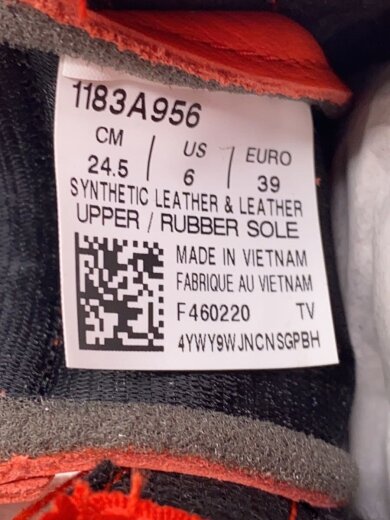 1183A956
CM / US / EURO
24.5 6 39
SYNTHETIC LEATHER & LEATHER
UPPER / RUBBER SOLE
MADE IN VIETNAM
FABRIQUE AU VIETNAM
F460220 TV
4YWY9WJNCNSGPBH